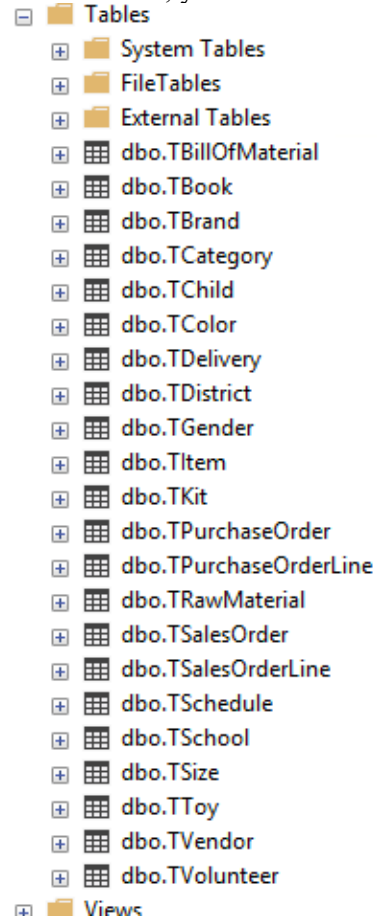 Tables
System Tables
FileTables
External Tables
dbo.TBillOfMaterial
dbo.TBook
dbo.TBrand
dbo.TCategory
dbo.TChild
dbo.TColor
dbo.TDelivery
dbo.TDistrict
dbo.TGender
dbo.TItem
dbo.TKit
dbo.TPurchaseOrder
dbo.TPurchaseOrderLine
dbo.TRawMaterial
dbo.TSalesOrder
dbo.TSalesOrderLine
dbo.TSchedule
dbo.TSchool
dbo.TSize
dbo.TToy
dbo.TVendor
dbo.TVolunteer
Views